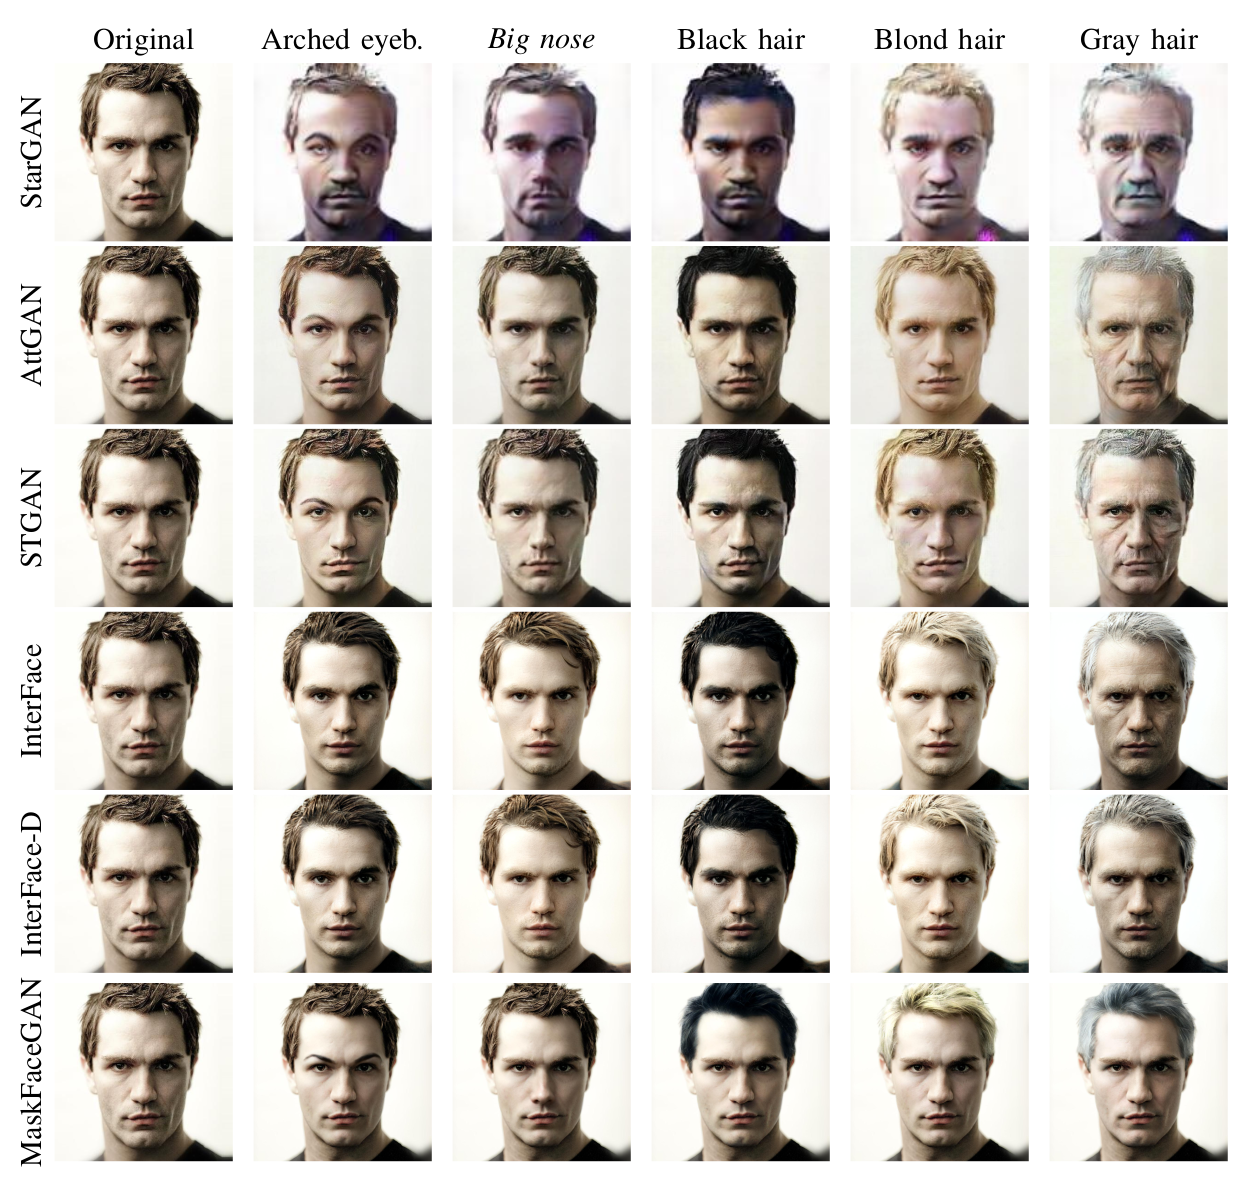 Original Arched eyeb. Big nose Black hair Blond hair Gray hair
StarGAN
AttGAN
STGAN
InterFace
InterFace-D
MaskFaceGAN